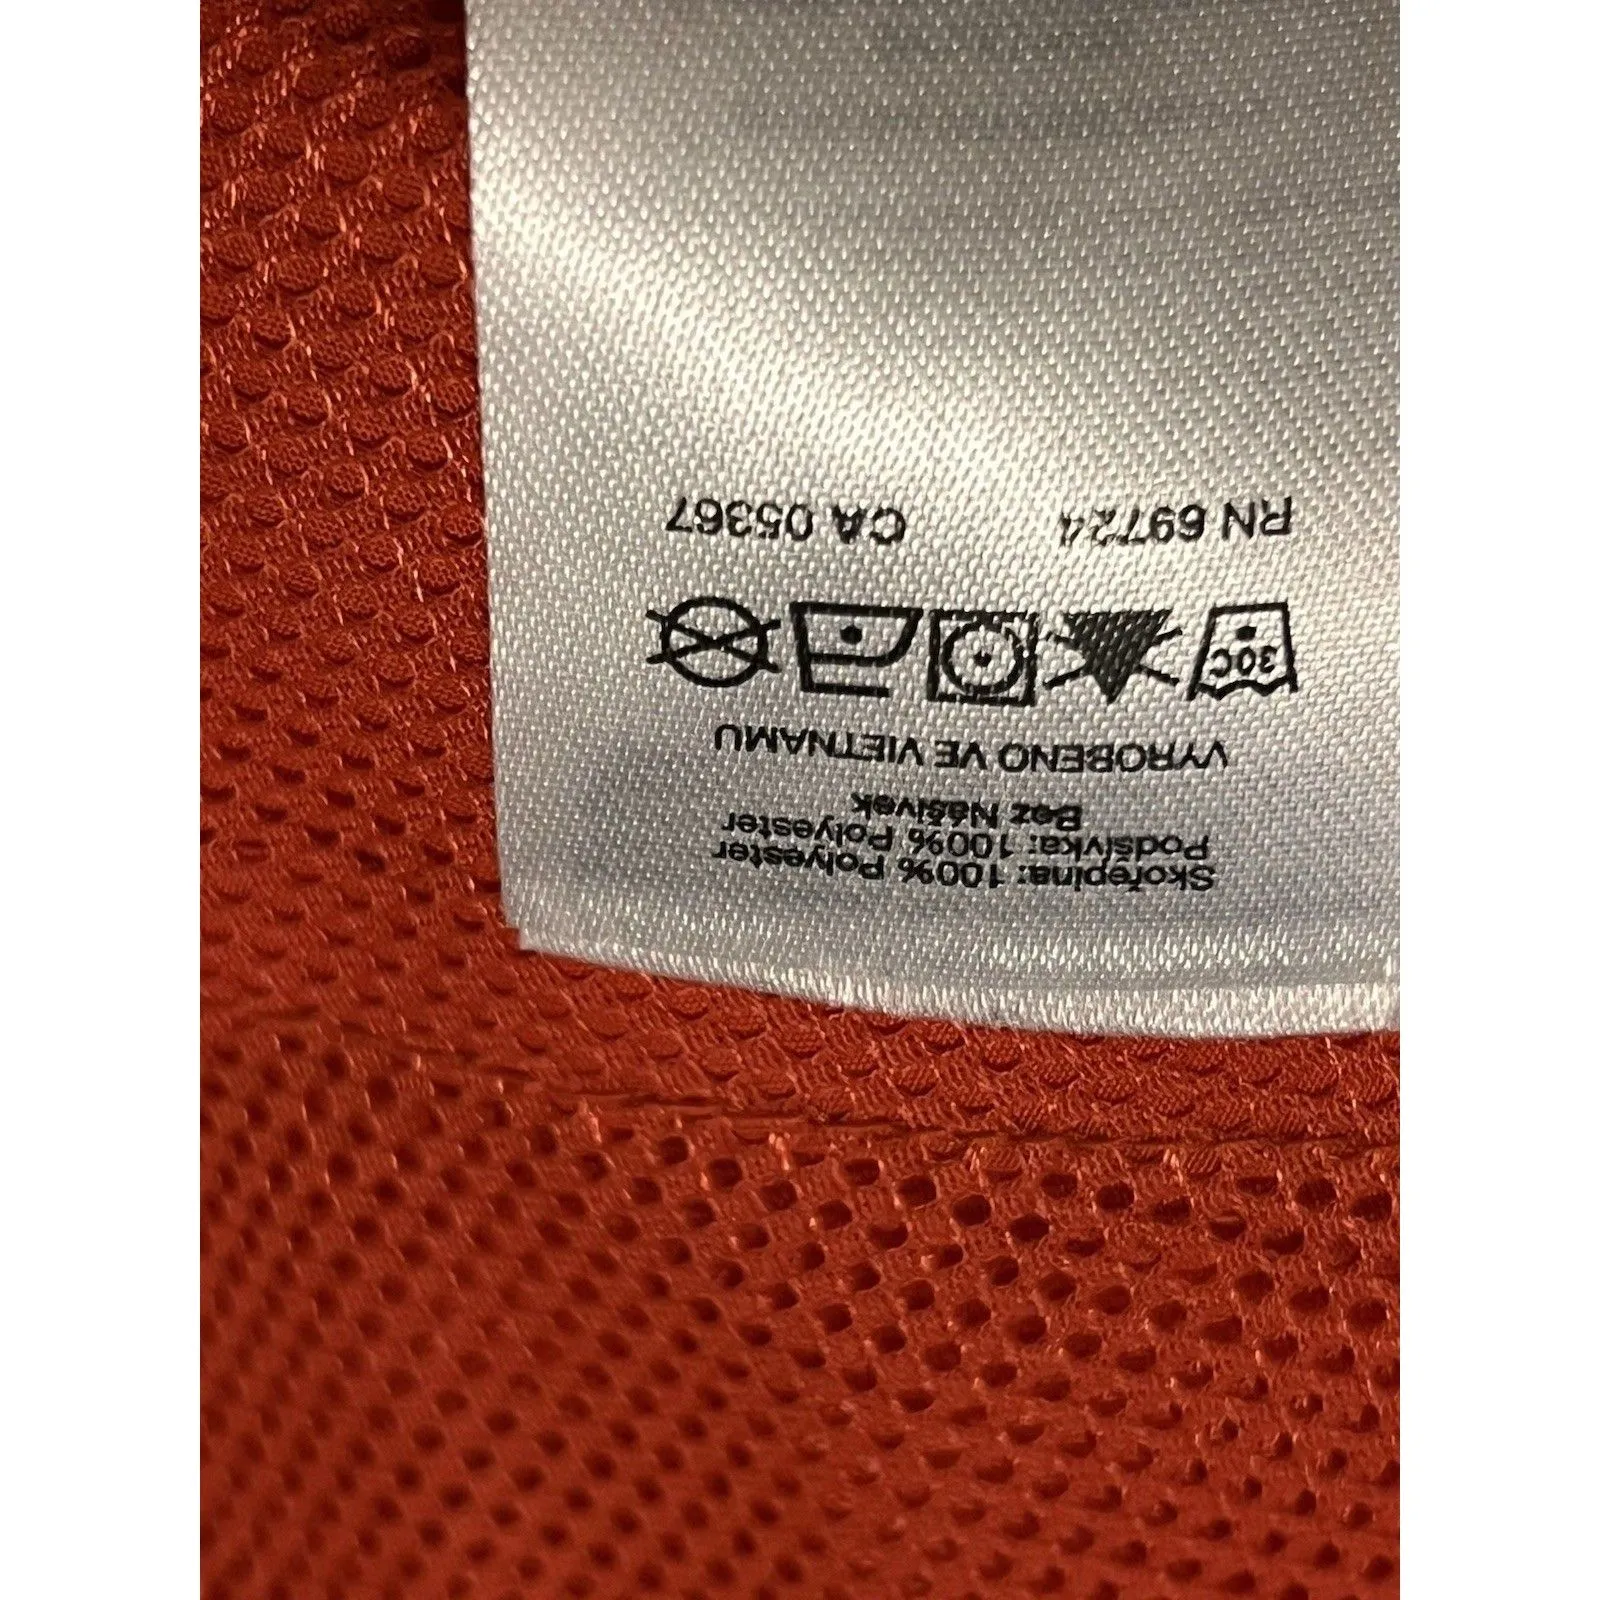 Skořepina: 100% Polyester
Podšívka: 100% Polyester
Bez Nášivek
VYROBENO VE VIETNAMU
30C
RN 69724 CA 05367